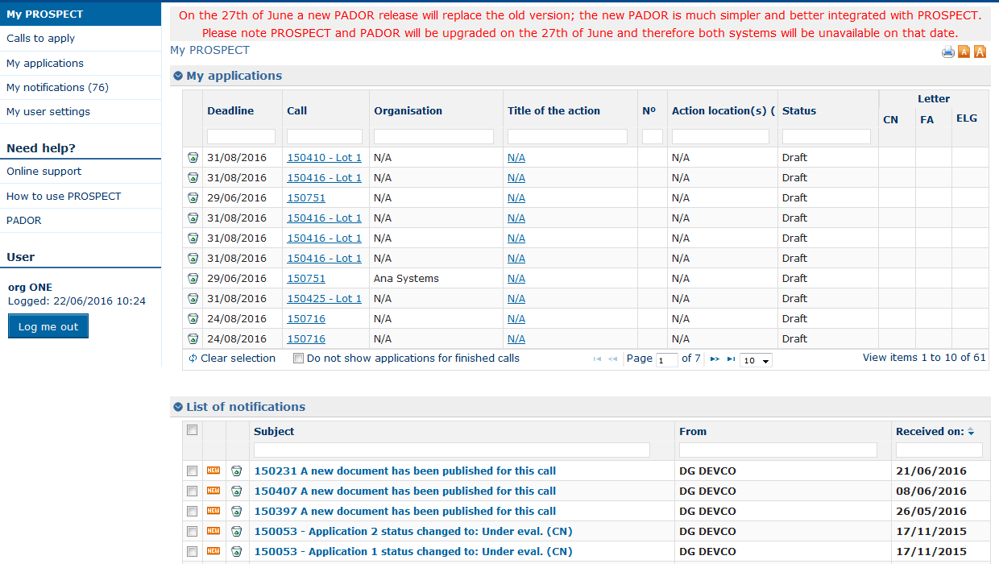 My PROSPECT
Calls to apply
My applications
My notifications (76)
My user settings
Need help?
Online support
How to use PROSPECT
PADOR
User
org ONE
Logged: 22/06/2016 10:24
Log me out
On the 27th of June a new PADOR release will replace the old version; the new PADOR is much simpler and better integrated with PROSPECT.
Please note PROSPECT and PADOR will be upgraded on the 27th of June and therefore both systems will be unavailable on that date.
My PROSPECT
A A
My applications
Deadline Call Organisation Title of the action Nº Action location(s) ( Status Letter
CN FA ELG
31/08/2016 150410 - Lot 1 N/A N/A N/A Draft
31/08/2016 150416 - Lot 1 N/A N/A N/A Draft
29/06/2016 150751 N/A N/A N/A Draft
31/08/2016 150416 - Lot 1 N/A N/A N/A Draft
31/08/2016 150416 - Lot 1 N/A N/A N/A Draft
31/08/2016 150416 - Lot 1 N/A N/A N/A Draft
29/06/2016 150751 Ana Systems N/A N/A Draft
31/08/2016 150425 - Lot 1 N/A N/A N/A Draft
24/08/2016 150716 N/A N/A N/A Draft
24/08/2016 150716 N/A N/A N/A Draft
Clear selection Do not show applications for finished calls Page 1 of 7 10 View items 1 to 10 of 61
List of notifications
Subject From Received on:
NEW 150231 A new document has been published for this call DG DEVCO 21/06/2016
NEW 150407 A new document has been published for this call DG DEVCO 08/06/2016
NEW 150397 A new document has been published for this call DG DEVCO 26/05/2016
NEW 150053 - Application 2 status changed to: Under eval. (CN) DG DEVCO 17/11/2015
NEW 150053 - Application 1 status changed to: Under eval. (CN) DG DEVCO 17/11/2015